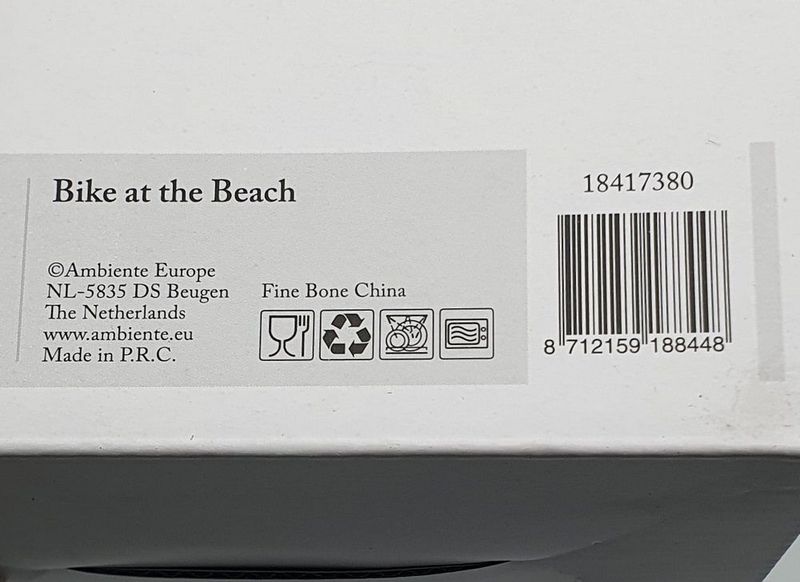 Bike at the Beach
©Ambiente Europe
NL-5835 DS Beugen
The Netherlands
www.ambiente.eu
Made in P.R.C.
Fine Bone China
18417380
8 712159 188448